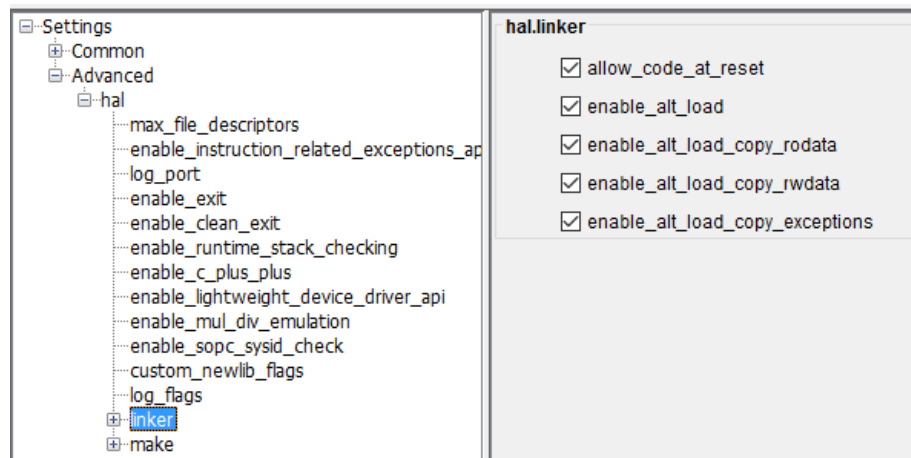 Settings
Common
Advanced
hal
max_file_descriptors
enable_instruction_related_exceptions_ap
log_port
enable_exit
enable_clean_exit
enable_runtime_stack_checking
enable_c_plus_plus
enable_lightweight_device_driver_api
enable_mul_div_emulation
enable_sopc_sysid_check
custom_newlib_flags
log_flags
linker
make
hal.linker
allow_code_at_reset
enable_alt_load
enable_alt_load_copy_rodata
enable_alt_load_copy_rwdata
enable_alt_load_copy_exceptions